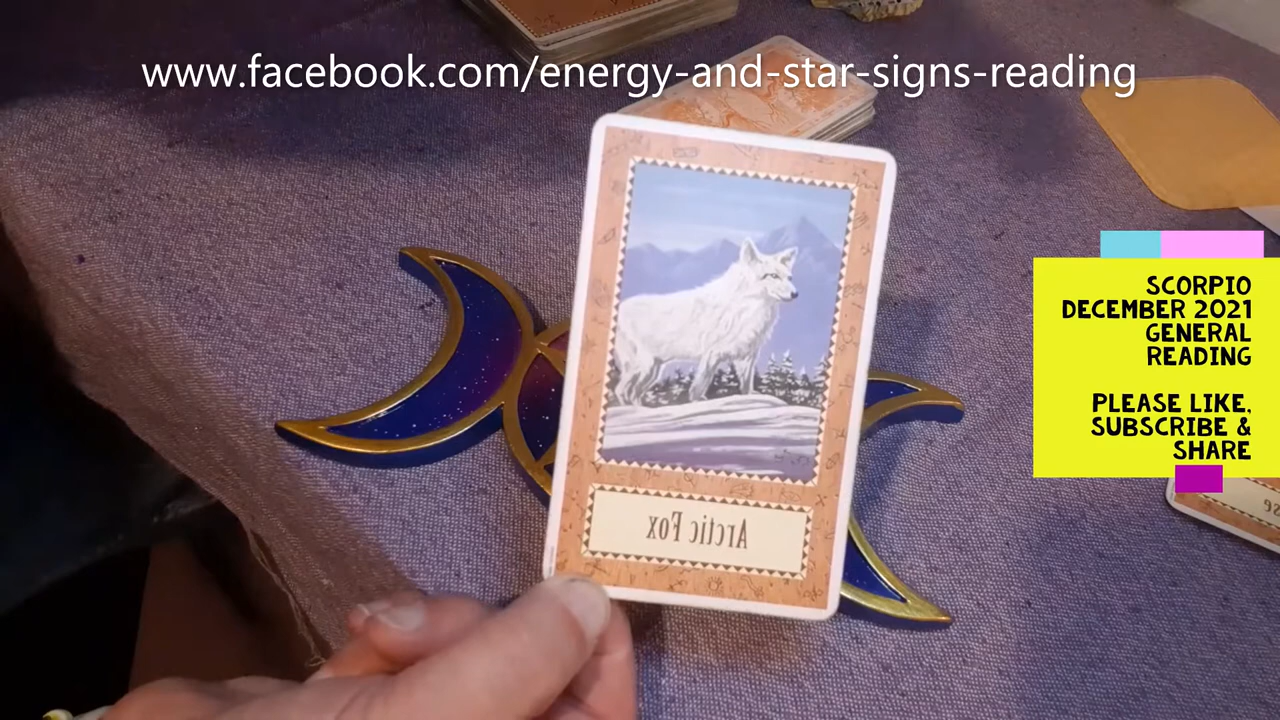 www.facebook.com/energy-and-star-signs-reading
SCORPIO
DECEMBER 2021
GENERAL
READING
PLEASE LIKE,
SUBSCRIBE &
SHARE
Arctic Fox